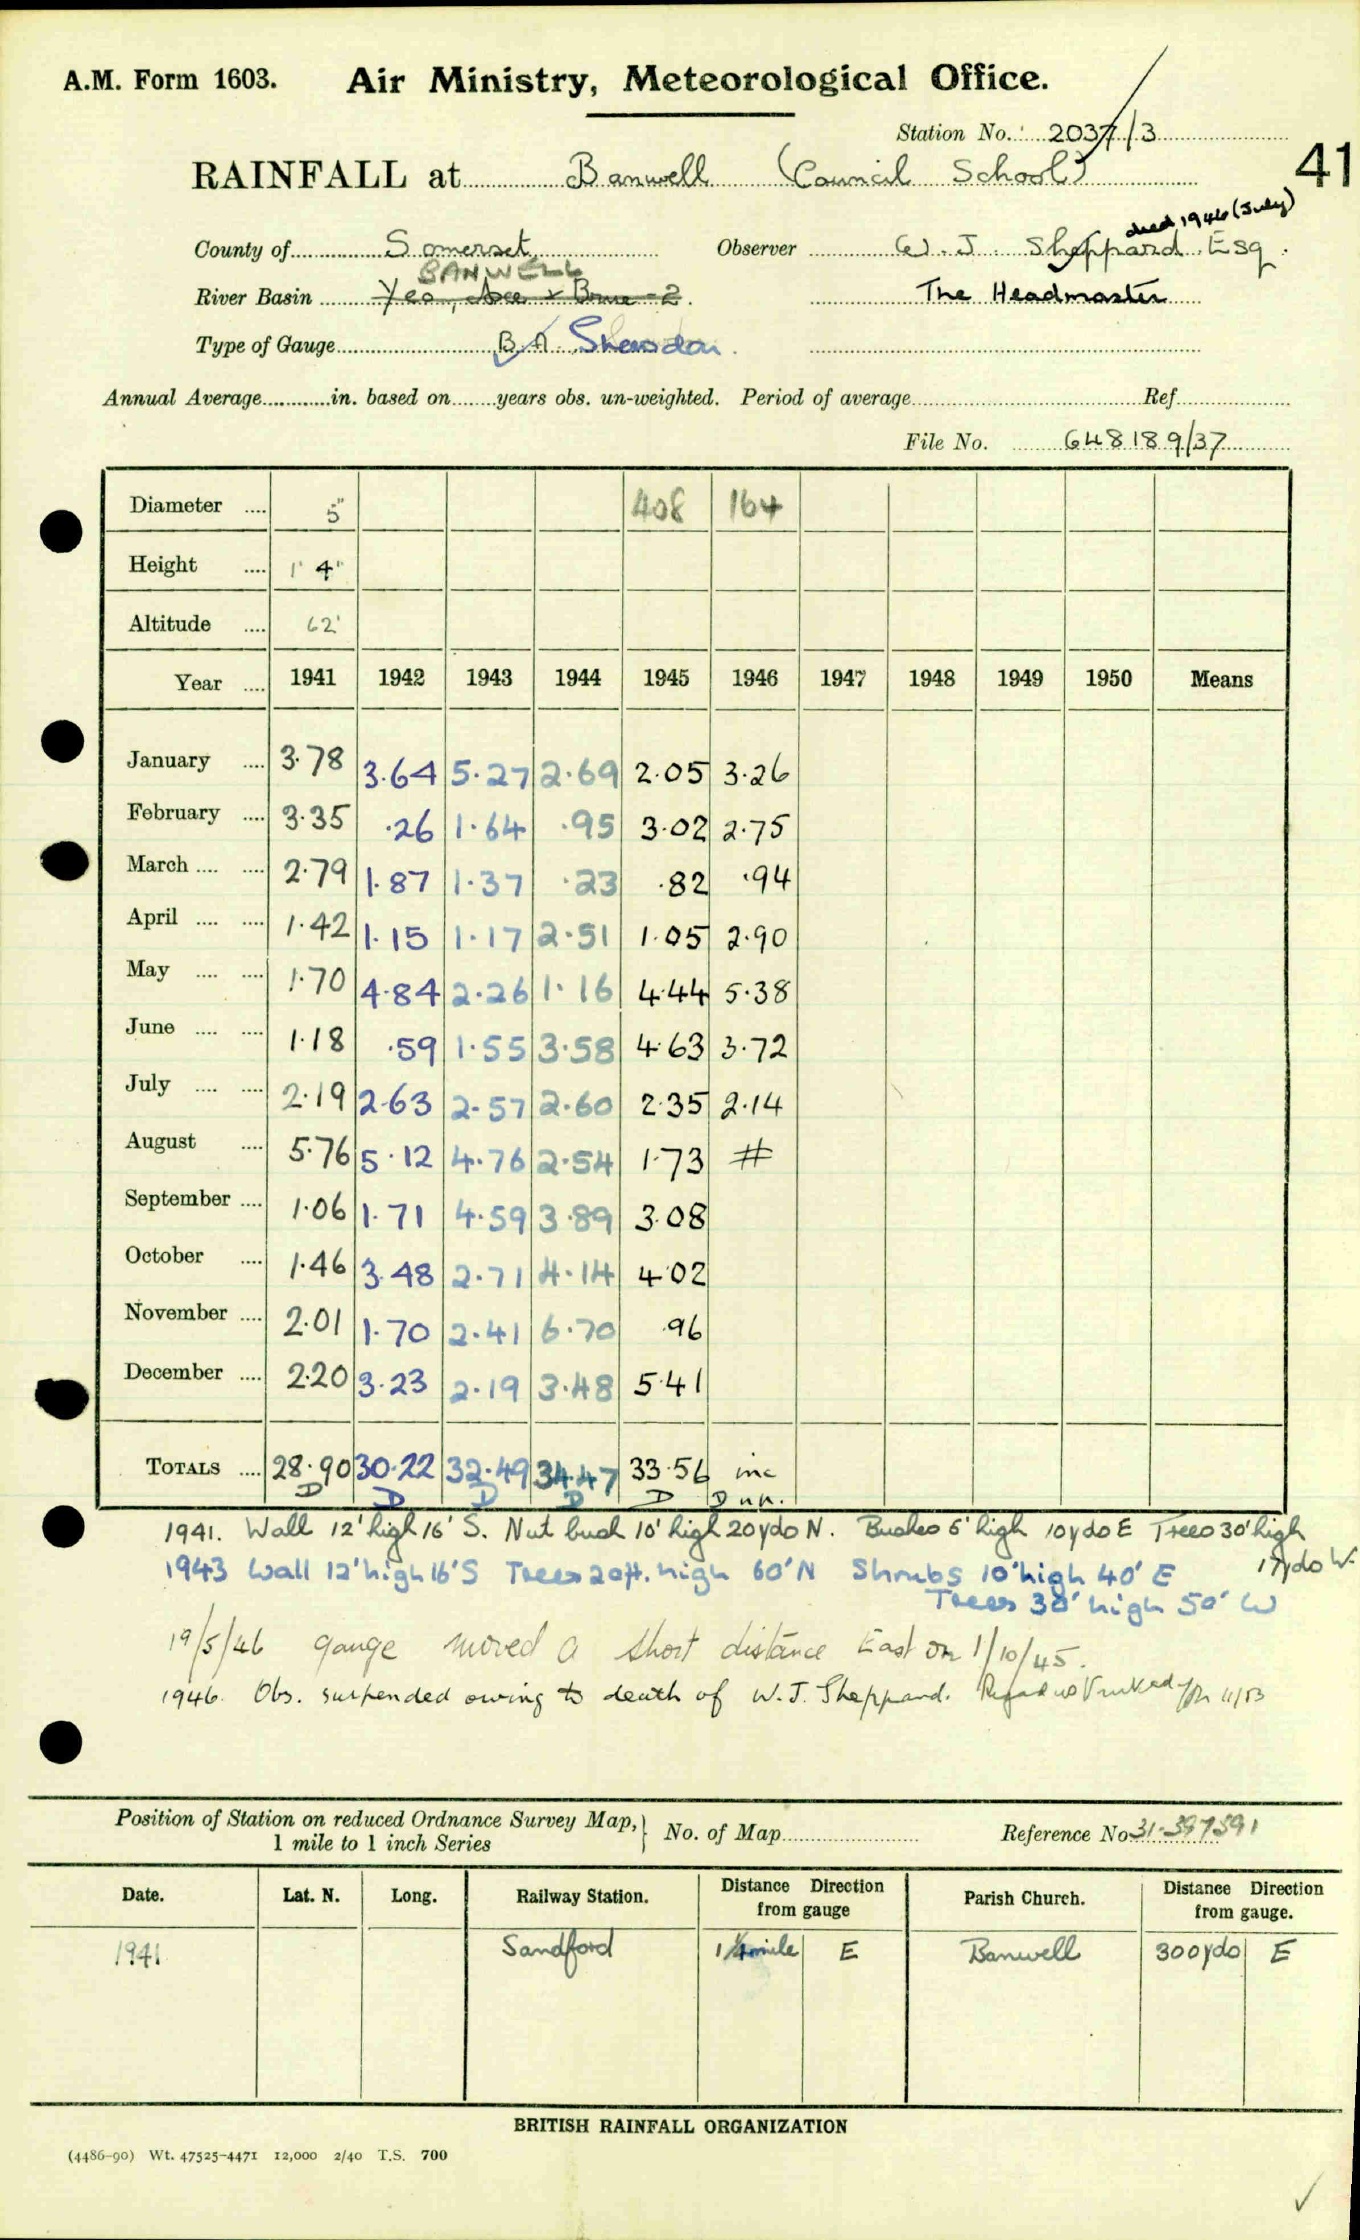 A.M. Form 1603. Air Ministry, Meteorological Office.
Station No. 2037/3
41
RAINFALL at Banwell (Council School)
died 1946 (July)
County of Somerset Observer W. J. Sheppard Esq.
BANWELL
River Basin Yeo, Axe & Brue - 2. The Headmaster
Type of Gauge B.A. Snowdon.
Annual Average in. based on years obs. un-weighted. Period of average Ref.
File No. 648189/37
Diameter .... 5" 408 164
Height .... 1' 4"
Altitude .... 62'
Year .... 1941 1942 1943 1944 1945 1946 1947 1948 1949 1950 Means
January .... 3.78 3.64 5.27 2.69 2.05 3.26
February .... 3.35 .26 1.64 .95 3.02 2.75
March .... .... 2.79 1.87 1.37 .23 .82 .94
April .... .... 1.42 1.15 1.17 2.51 1.05 2.90
May .... .... 1.70 4.84 2.26 1.16 4.44 5.38
June .... .... 1.18 .59 1.55 3.58 4.63 3.72
July .... .... 2.19 2.63 2.57 2.60 2.35 2.14
August .... 5.76 5.12 4.76 2.54 1.73 #
September .... 1.06 1.71 4.59 3.89 3.08
October .... 1.46 3.48 2.71 4.14 4.02
November .... 2.01 1.70 2.41 6.70 .96
December .... 2.20 3.23 2.19 3.48 5.41
TOTALS .... 28.90 30.22 32.49 34.47 33.56 inc
D D D D D D
1941. Wall 12' high 16' S. Nut bush 10' high 20yds N. Bushes 6' high 10yds E Trees 30' high
17yds W.
1943 Wall 12' high 16' S Trees 20ft. high 60' N Shrubs 10' high 40' E
Trees 30' high 50' W
19/5/46 gauge moved a short distance East on 1/10/45.
1946. Obs. suspended owing to death of W. J. Sheppard. 11/53
Position of Station on reduced Ordnance Survey Map, 1 mile to 1 inch Series
No. of Map Reference No 31.397591
Date. Lat. N. Long. Railway Station. Distance Direction from gauge Parish Church. Distance Direction from gauge.
1941 Sandford 1 1/4 mile E Banwell 300yds E
BRITISH RAINFALL ORGANIZATION
(4486-90) Wt. 47525-4471 12,000 2/40 T.S. 700